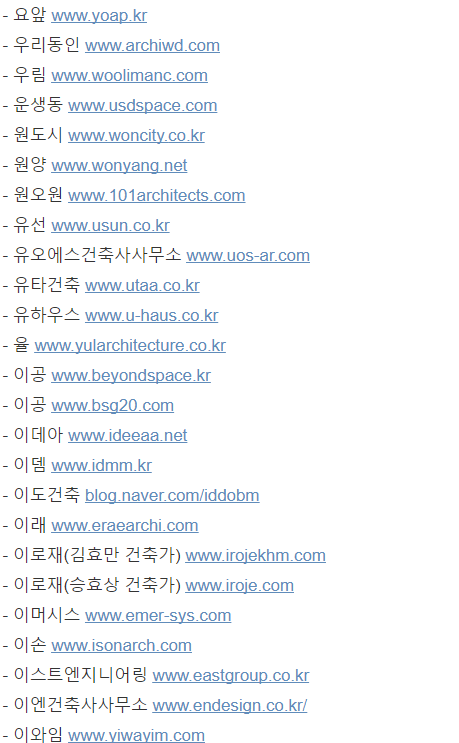 - 요앞 www.yoap.kr
- 우리동인 www.archiwd.com
- 우림 www.woolimanc.com
- 운생동 www.usdspace.com
- 원도시 www.woncity.co.kr
- 원양 www.wonyang.net
- 원오원 www.101architects.com
- 유선 www.usun.co.kr
- 유오에스건축사사무소 www.uos-ar.com
- 유타건축 www.utaa.co.kr
- 유하우스 www.u-haus.co.kr
- 율 www.yularchitecture.co.kr
- 이공 www.beyondspace.kr
- 이공 www.bsg20.com
- 이데아 www.ideeaa.net
- 이뎀 www.idmm.kr
- 이도건축 blog.naver.com/iddobm
- 이래 www.eraearchi.com
- 이로재(김효만 건축가) www.irojekhm.com
- 이로재(승효상 건축가) www.iroje.com
- 이머시스 www.emer-sys.com
- 이손 www.isonarch.com
- 이스트엔지니어링 www.eastgroup.co.kr
- 이엔건축사사무소 www.endesign.co.kr/
- 이와임 www.yiwayim.com